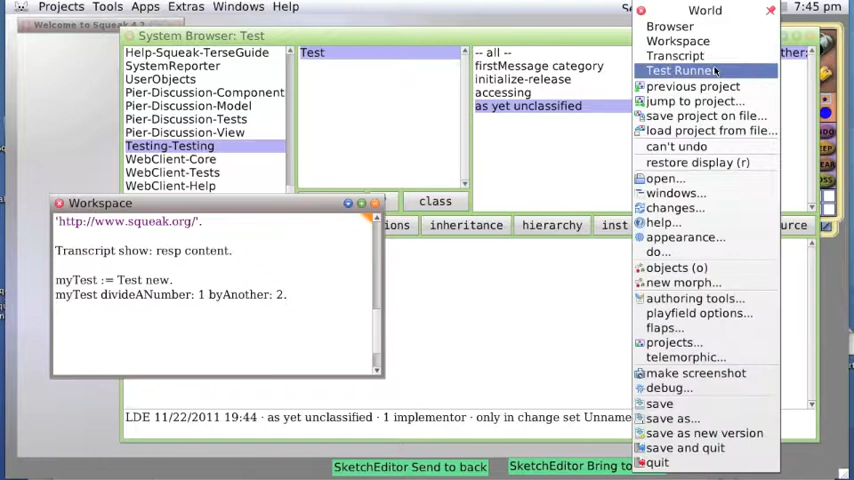 Projects Tools Apps Extras Windows Help
7:45 pm
Welcome to Squeak 4.2
System Browser: Test
Help-Squeak-TerseGuide
SystemReporter
UserObjects
Pier-Discussion-Component
Pier-Discussion-Model
Pier-Discussion-Tests
Pier-Discussion-View
Testing-Testing
WebClient-Core
WebClient-Tests
WebClient-Help
Test
-- all --
firstMessage category
initialize-release
accessing
as yet unclassified
class
inheritance
hierarchy
Workspace
'http://www.squeak.org/'.
Transcript show: resp content.
myTest := Test new.
myTest divideANumber: 1 byAnother: 2.
LDE 11/22/2011 19:44 · as yet unclassified · 1 implementor · only in change set Unname
SketchEditor Send to back
SketchEditor Bring to
World
Browser
Workspace
Transcript
Test Runner
previous project
jump to project...
save project on file...
load project from file...
can't undo
restore display (r)
open...
windows...
changes...
help...
appearance...
do...
objects (o)
new morph...
authoring tools...
playfield options...
flaps...
projects...
telemorphic...
make screenshot
debug...
save
save as...
save as new version
save and quit
quit